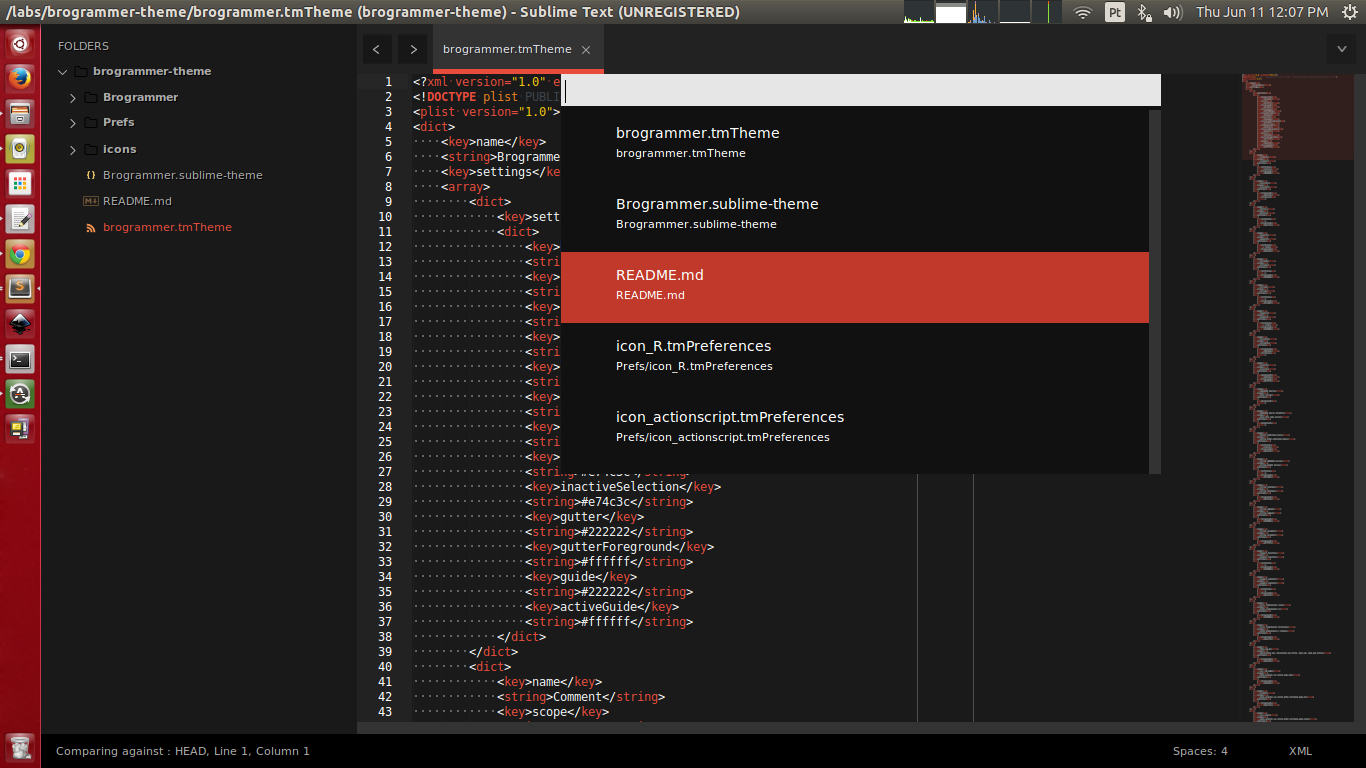 /labs/brogrammer-theme/brogrammer.tmTheme (brogrammer-theme) - Sublime Text (UNREGISTERED)
Pt
Thu Jun 11 12:07 PM
FOLDERS
brogrammer-theme
Brogrammer
Prefs
icons
{} Brogrammer.sublime-theme
README.md
brogrammer.tmTheme
brogrammer.tmTheme ×
1 <?xml version="1.0" e
2 <!DOCTYPE plist PUBLI
3 <plist version="1.0">
4 <dict>
5 <key>name</key>
6 <string>Brogramme
7 <key>settings</ke
8 <array>
9 <dict>
10 <key>sett
11 <dict>
12 <key>
13 <stri
14 <key>
15 <stri
16 <key>
17 <stri
18 <key>
19 <stri
20 <key>
21 <stri
22 <key>
23 <stri
24 <key>
25 <stri
26 <key>
27 <string>#e74c3c</string>
28 <key>inactiveSelection</key>
29 <string>#e74c3c</string>
30 <key>gutter</key>
31 <string>#222222</string>
32 <key>gutterForeground</key>
33 <string>#ffffff</string>
34 <key>guide</key>
35 <string>#222222</string>
36 <key>activeGuide</key>
37 <string>#ffffff</string>
38 </dict>
39 </dict>
40 <dict>
41 <key>name</key>
42 <string>Comment</string>
43 <key>scope</key>
brogrammer.tmTheme
brogrammer.tmTheme
Brogrammer.sublime-theme
Brogrammer.sublime-theme
README.md
README.md
icon_R.tmPreferences
Prefs/icon_R.tmPreferences
icon_actionscript.tmPreferences
Prefs/icon_actionscript.tmPreferences
Comparing against : HEAD, Line 1, Column 1
Spaces: 4
XML